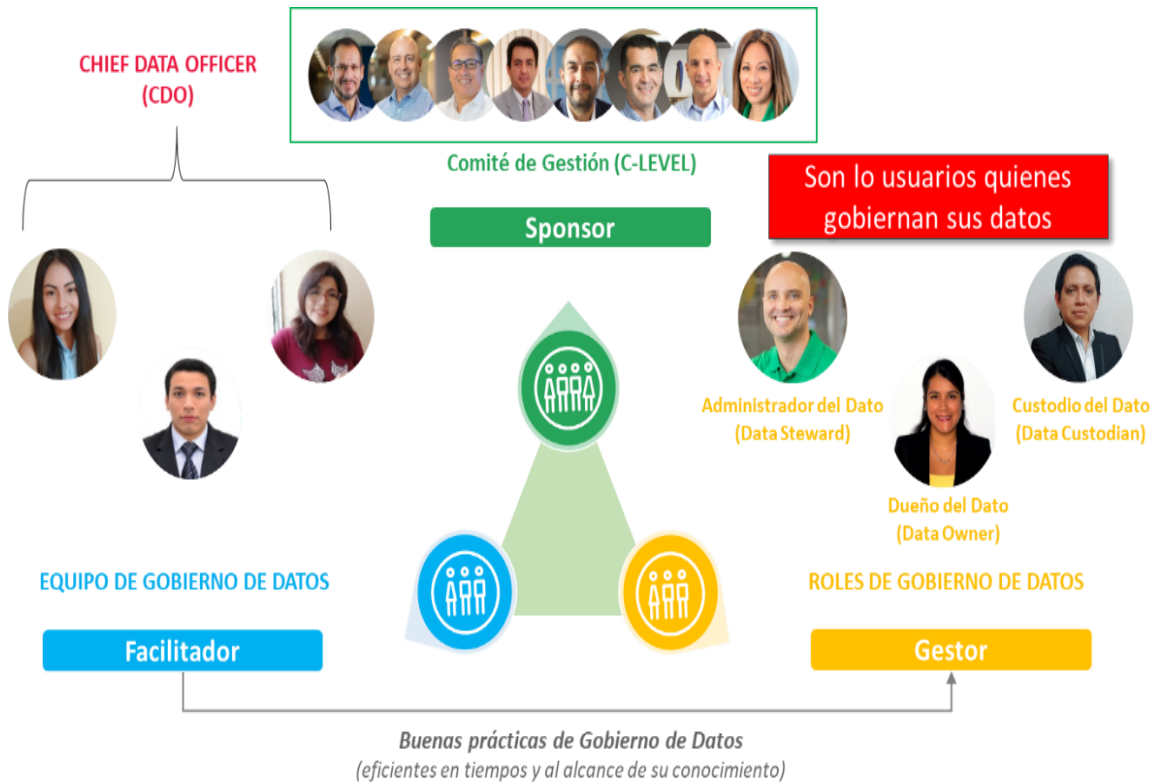 CHIEF DATA OFFICER
(CDO)
Comité de Gestión (C-LEVEL)
Sponsor
Son lo usuarios quienes
gobiernan sus datos
Administrador del Dato
(Data Steward)
Custodio del Dato
(Data Custodian)
Dueño del Dato
(Data Owner)
EQUIPO DE GOBIERNO DE DATOS
ROLES DE GOBIERNO DE DATOS
Facilitador
Gestor
Buenas prácticas de Gobierno de Datos
(eficientes en tiempos y al alcance de su conocimiento)